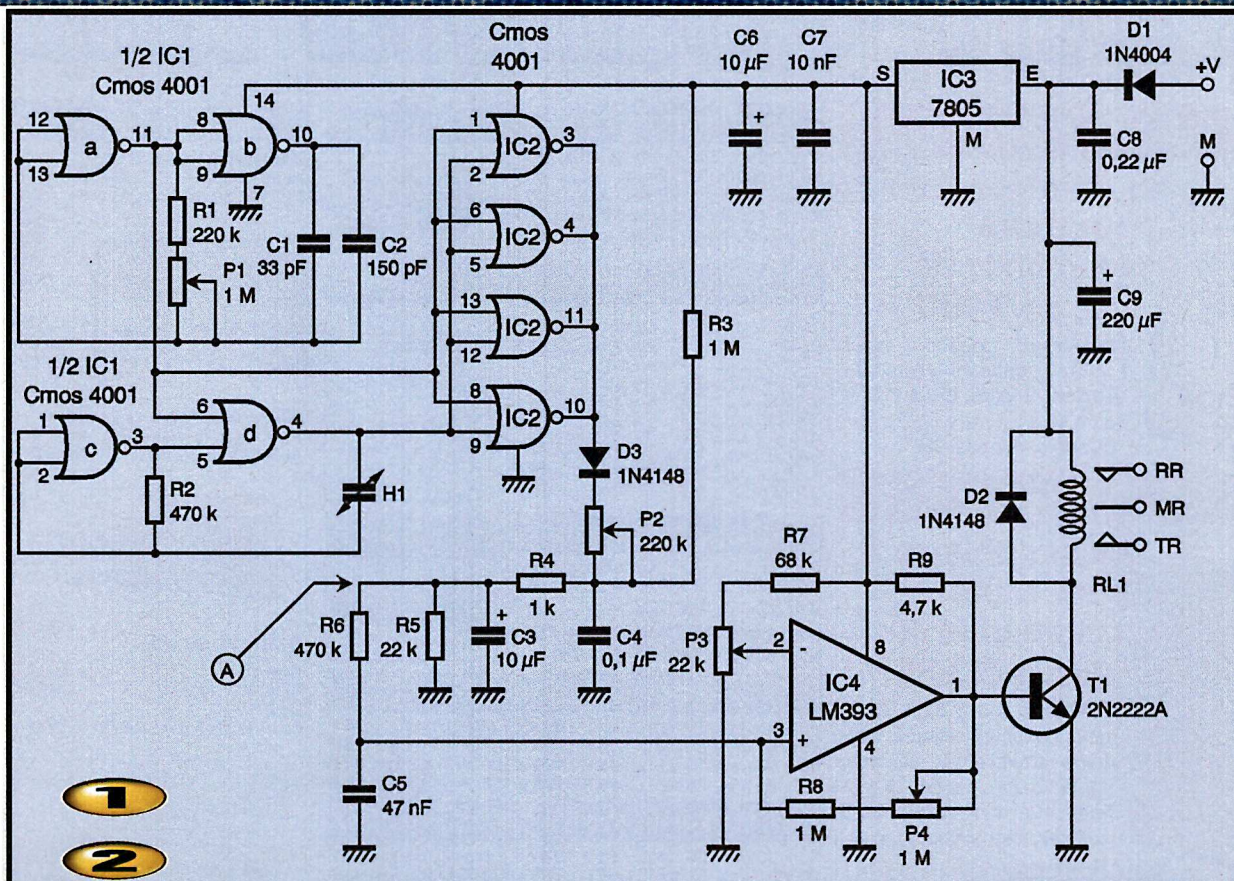 1/2 IC1
Cmos 4001
12
13
a
11
14
8
9
b
10
7
R1
220 k
P1
1 M
C1
33 pF
C2
150 pF
Cmos
4001
1
2
IC2
3
6
5
IC2
4
13
12
IC2
11
8
9
IC2
10
1/2 IC1
Cmos 4001
1
2
c
3
6
5
d
4
R2
470 k
H1
D3
1N4148
P2
220 k
R3
1 M
C6
10 µF
+
C7
10 nF
S
IC3
7805
E
M
D1
1N4004
+V
M
C8
0,22 µF
+
C9
220 µF
D2
1N4148
RR
MR
TR
RL1
A
R6
470 k
R5
22 k
R4
1 k
+
C3
10 µF
C4
0,1 µF
C5
47 nF
R7
68 k
R9
4,7 k
P3
22 k
2
-
8
IC4
LM393
1
3
+
4
R8
1 M
P4
1 M
T1
2N2222A
1
2